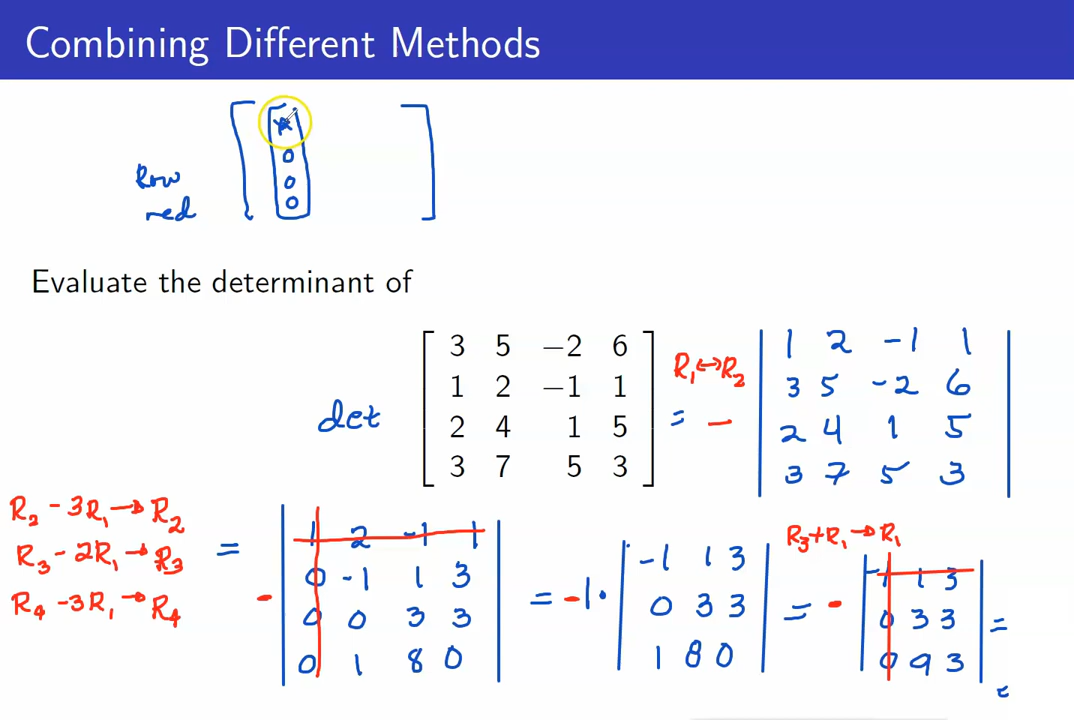 Combining Different Methods
*
0
0
0
Row
red
Evaluate the determinant of
det
3 5 −2 6
1 2 −1 1
2 4 1 5
3 7 5 3
R1↔R2
= −
1 2 -1 1
3 5 -2 6
2 4 1 5
3 7 5 3
R2 - 3R1 → R2
R3 - 2R1 → R3
R4 - 3R1 → R4
= -
1 2 -1 1
0 -1 1 3
0 0 3 3
0 1 8 0
= -1 ·
-1 1 3
0 3 3
1 8 0
R3+R1→R1
= -
-1 1 3
0 3 3
0 9 3
=